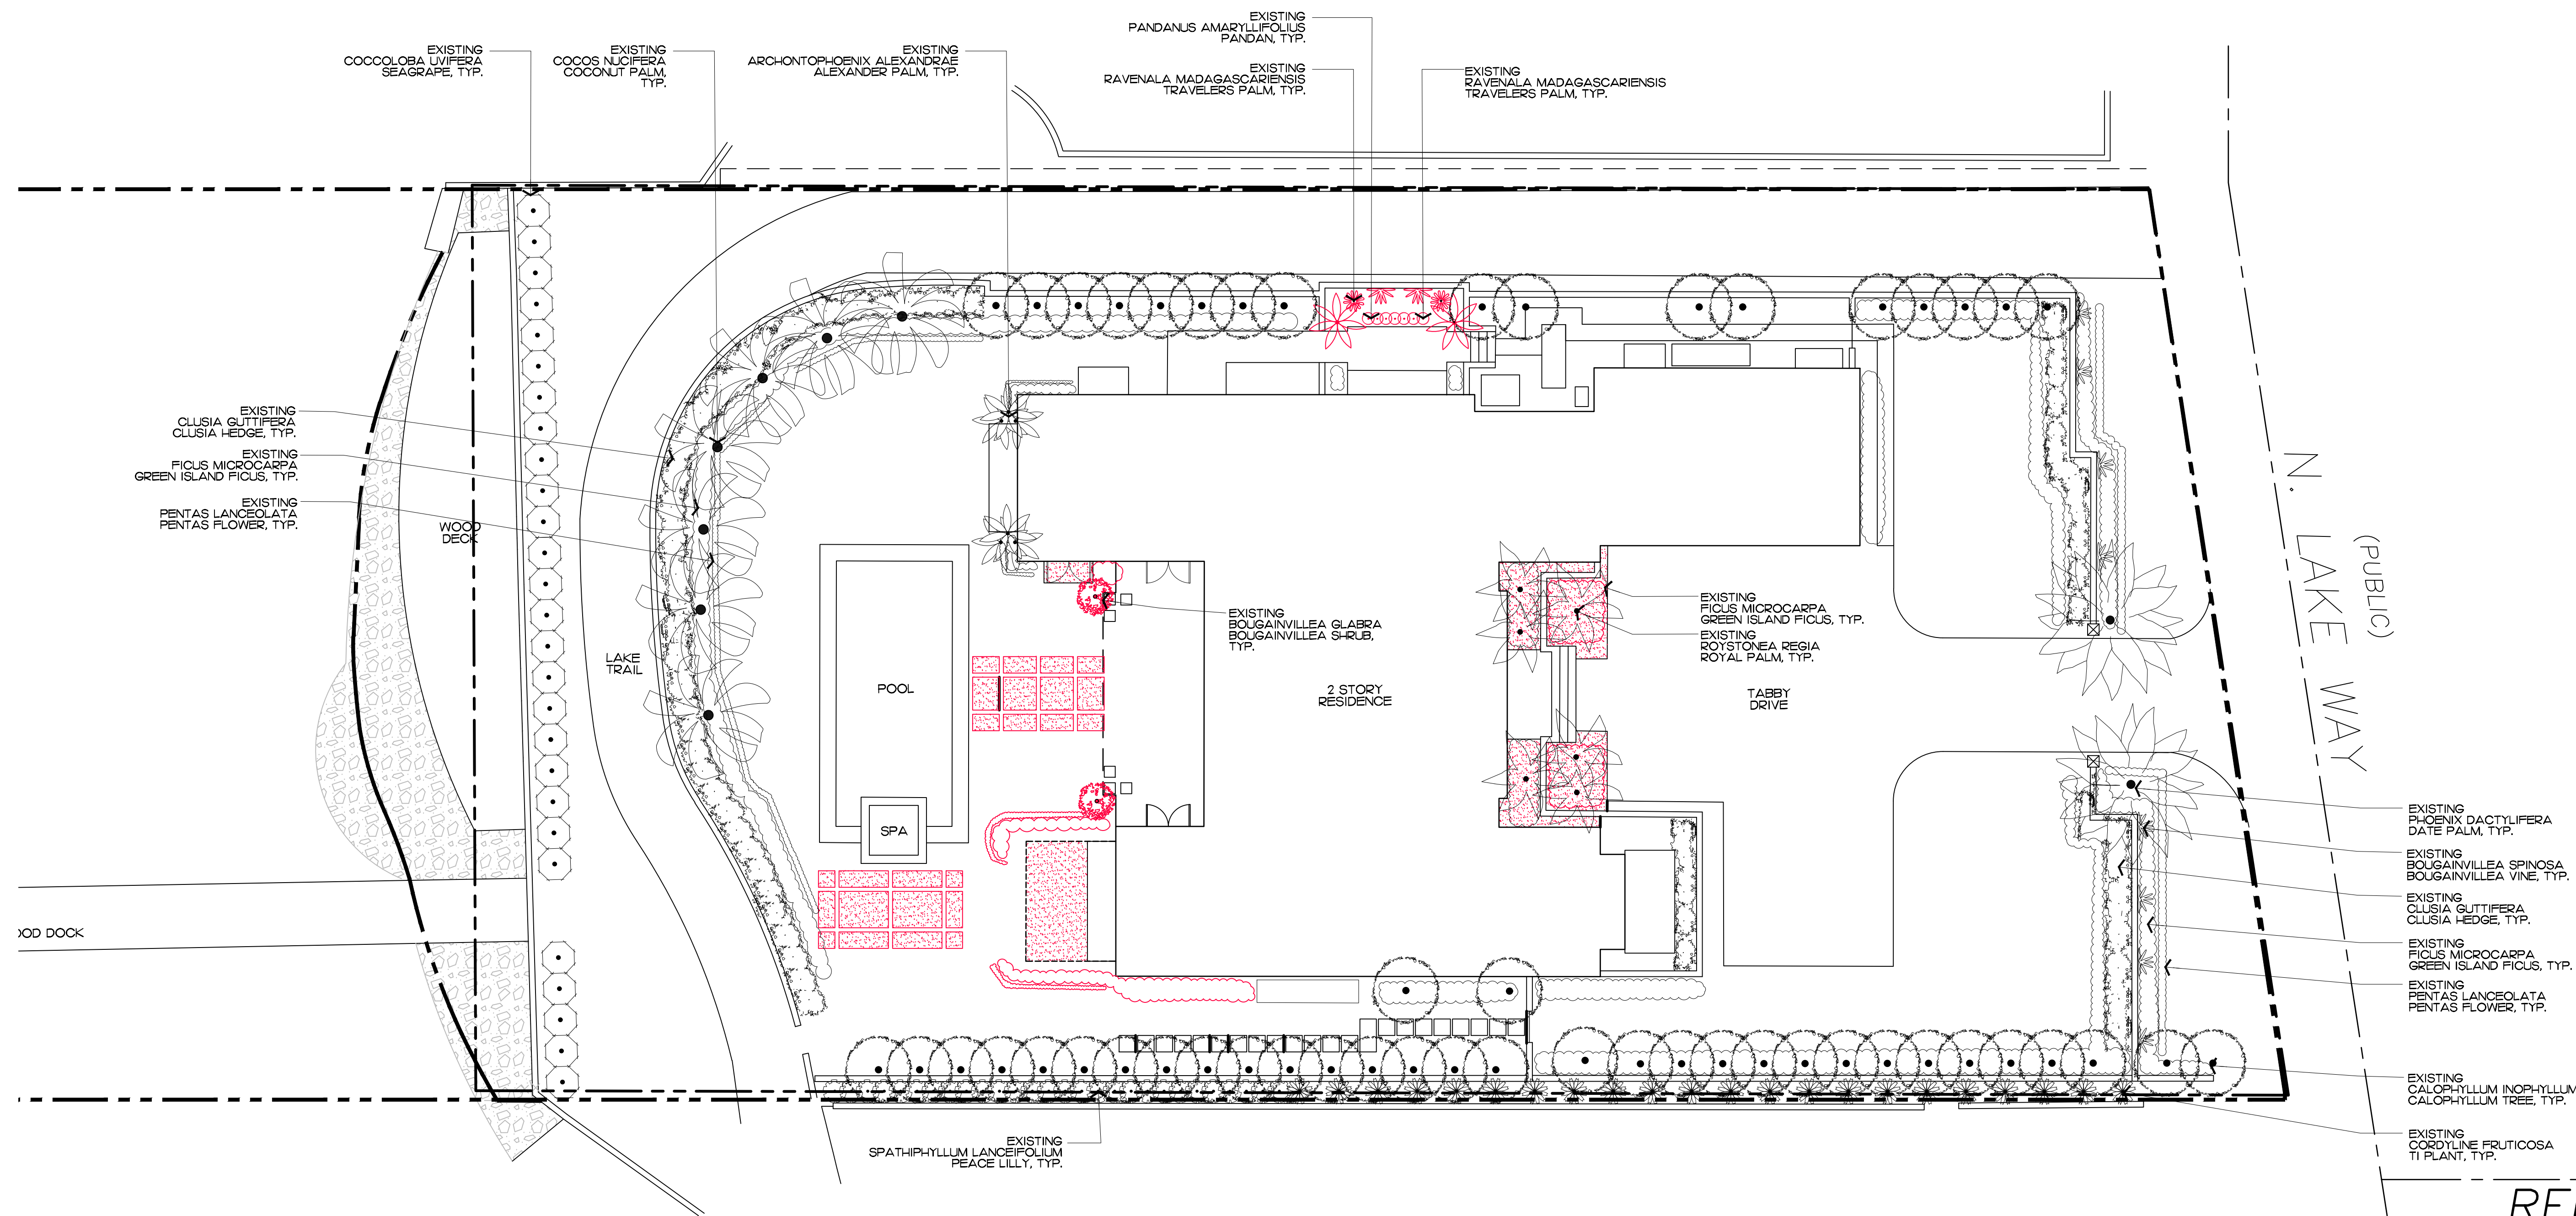 EXISTING
PANDANUS AMARYLLIFOLIUS
PANDAN, TYP.
EXISTING
COCCOLOBA UVIFERA
SEAGRAPE, TYP.
EXISTING
COCOS NUCIFERA
COCONUT PALM,
TYP.
EXISTING
ARCHONTOPHOENIX ALEXANDRAE
ALEXANDER PALM, TYP.
EXISTING
RAVENALA MADAGASCARIENSIS
TRAVELERS PALM, TYP.
EXISTING
RAVENALA MADAGASCARIENSIS
TRAVELERS PALM, TYP.
EXISTING
CLUSIA GUTTIFERA
CLUSIA HEDGE, TYP.
EXISTING
FICUS MICROCARPA
GREEN ISLAND FICUS, TYP.
EXISTING
PENTAS LANCEOLATA
PENTAS FLOWER, TYP.
WOOD
DECK
LAKE
TRAIL
POOL
SPA
EXISTING
BOUGAINVILLEA GLABRA
BOUGAINVILLEA SHRUB,
TYP.
2 STORY
RESIDENCE
EXISTING
FICUS MICROCARPA
GREEN ISLAND FICUS, TYP.
EXISTING
ROYSTONEA REGIA
ROYAL PALM, TYP.
TABBY
DRIVE
N. LAKE WAY
(PUBLIC)
EXISTING
PHOENIX DACTYLIFERA
DATE PALM, TYP.
EXISTING
BOUGAINVILLEA SPINOSA
BOUGAINVILLEA VINE, TYP.
EXISTING
CLUSIA GUTTIFERA
CLUSIA HEDGE, TYP.
EXISTING
FICUS MICROCARPA
GREEN ISLAND FICUS, TYP.
EXISTING
PENTAS LANCEOLATA
PENTAS FLOWER, TYP.
EXISTING
CALOPHYLLUM INOPHYLLUM
CALOPHYLLUM TREE, TYP.
EXISTING
CORDYLINE FRUTICOSA
TI PLANT, TYP.
OOD DOCK
EXISTING
SPATHIPHYLLUM LANCEIFOLIUM
PEACE LILLY, TYP.